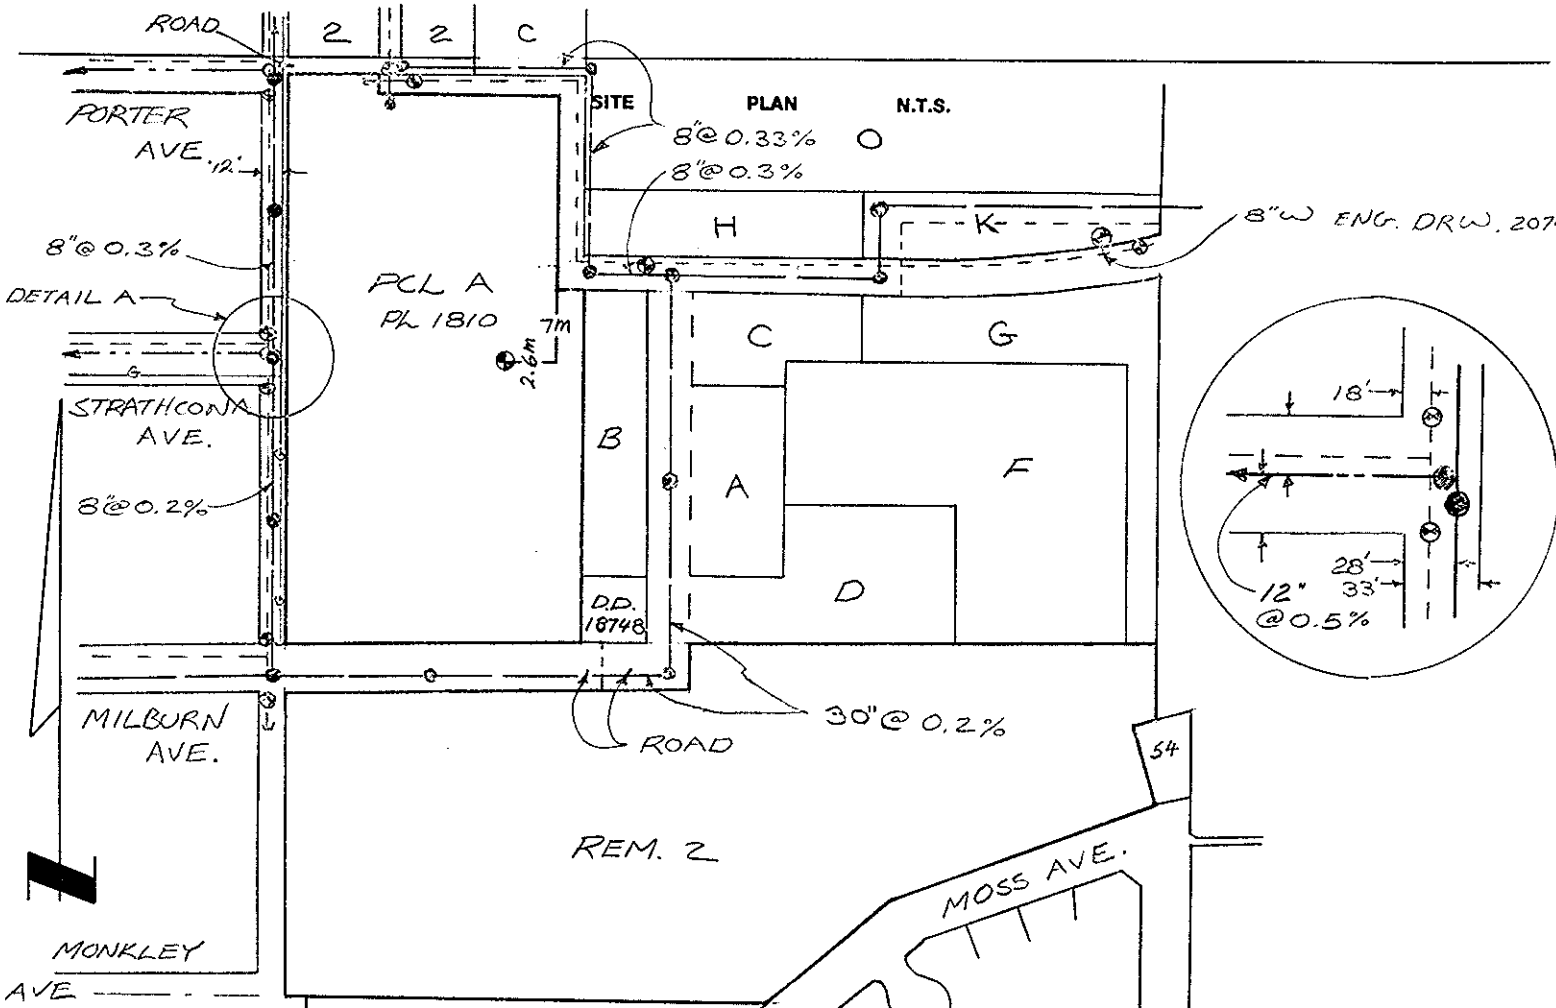 ROAD
2
2
C
PORTER
AVE.
12'
SITE PLAN N.T.S.
8"@ 0.33%
O
8"@ 0.3%
H
K
8"W ENG. DRW. 207
8"@ 0.3%
DETAIL A
PCL A
PL 1810
7m
2.6m
C
G
G
STRATHCONA
AVE.
18'
B
A
F
8"@ 0.2%
28'
33'
12"
@ 0.5%
D.D.
18748
D
MILBURN
AVE.
30"@ 0.2%
ROAD
54
REM. 2
MOSS AVE.
MONKLEY
AVE